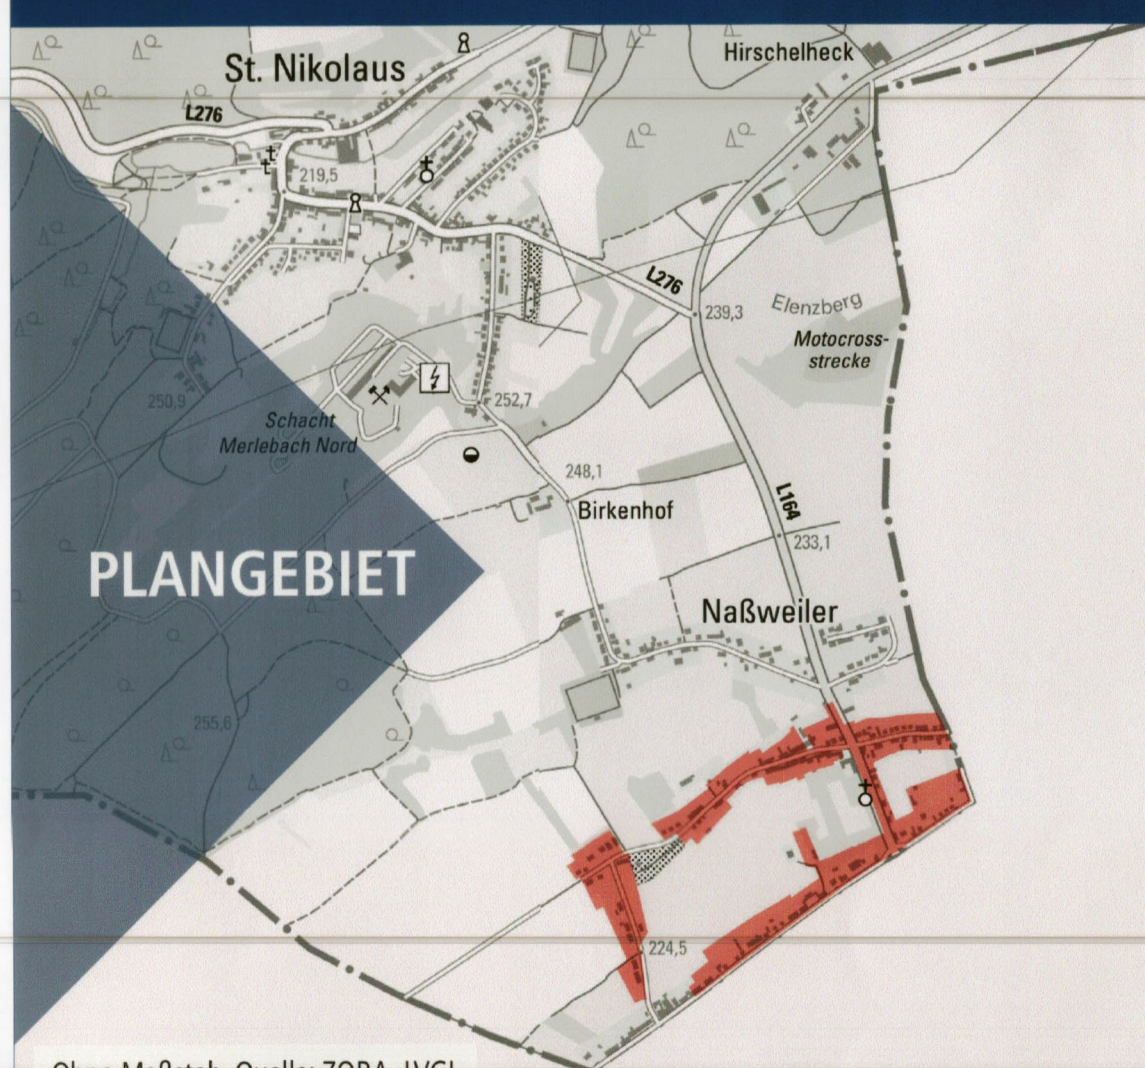 St. Nikolaus
Hirschelheck
L276
219,5
L276
239,3
Elenzberg
Motocross-
strecke
250,9
252,7
Schacht
Merlebach Nord
248,1
L164
Birkenhof
233,1
PLANGEBIET
Naßweiler
255,6
224,5
Ohne Maßstab, Quelle: ZORA, LVGL